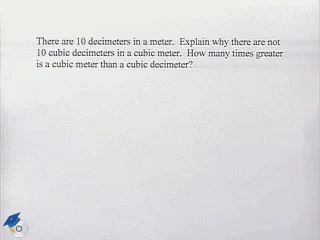 There are 10 decimeters in a meter. Explain why there are not
10 cubic decimeters in a cubic meter. How many times greater
is a cubic meter than a cubic decimeter?